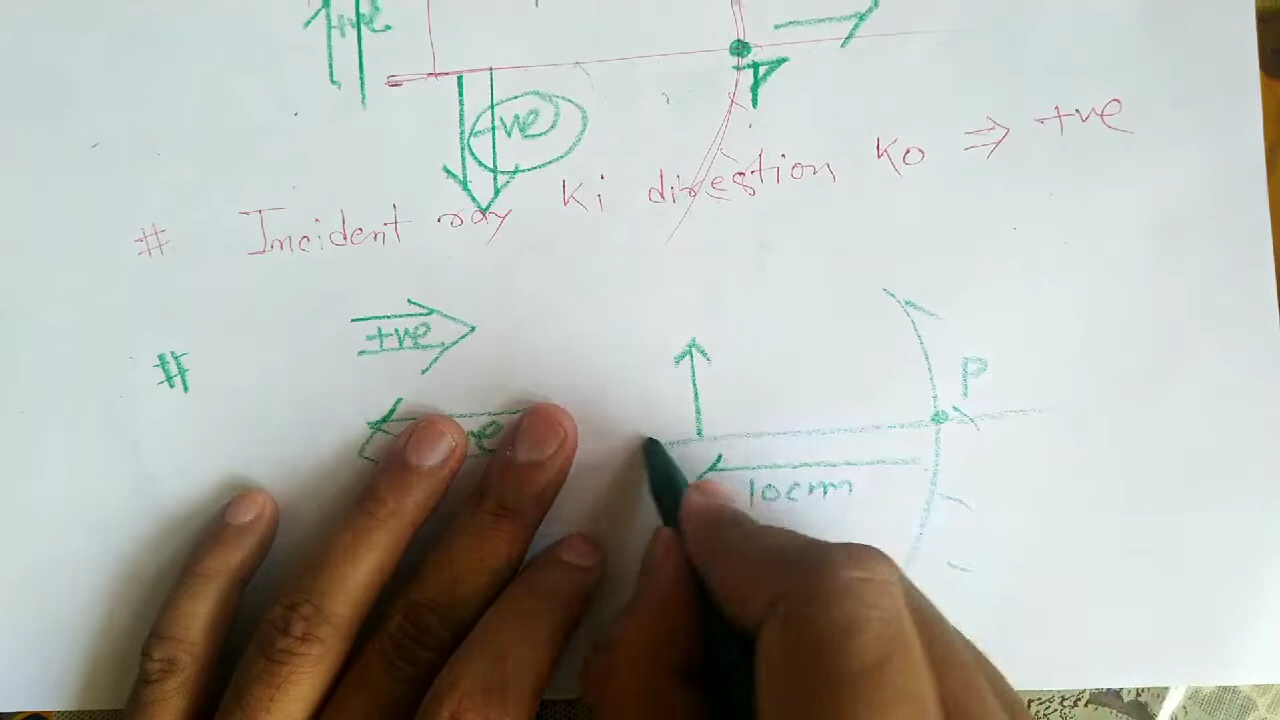 +ve
P
-ve
# Incident ray ki direction ko ⇒ +ve
# +ve
P
10cm